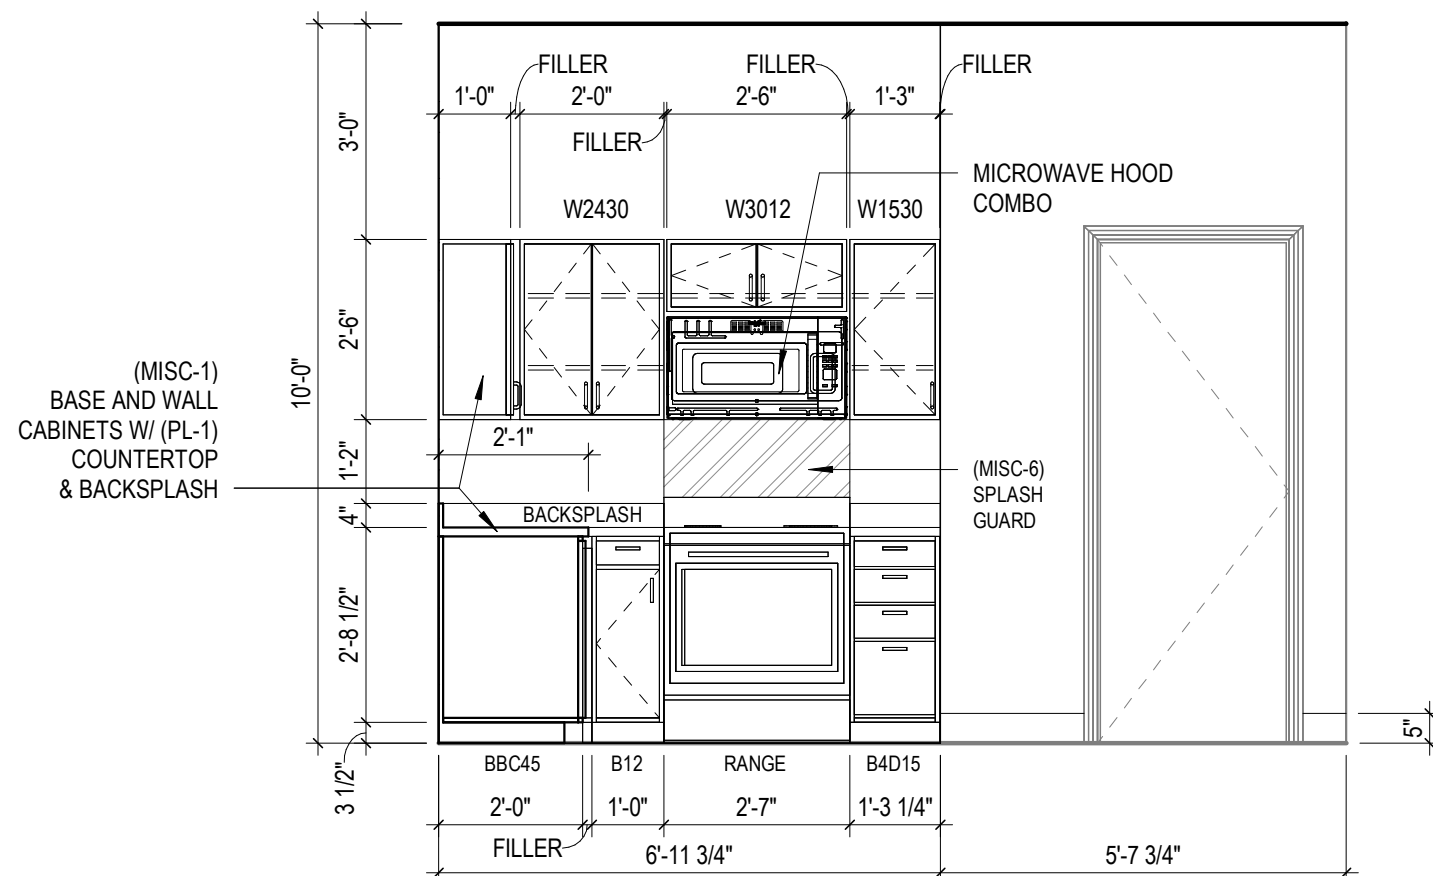 FILLER
FILLER
FILLER
1'-0"
2'-0"
2'-6"
1'-3"
FILLER
3'-0"
MICROWAVE HOOD
COMBO
W2430
W3012
W1530
2'-6"
10'-0"
(MISC-1)
BASE AND WALL
CABINETS W/ (PL-1)
COUNTERTOP
& BACKSPLASH
2'-1"
1'-2"
(MISC-6)
SPLASH
GUARD
4"
BACKSPLASH
2'-8 1/2"
5"
3 1/2"
BBC45
B12
RANGE
B4D15
2'-0"
1'-0"
2'-7"
1'-3 1/4"
FILLER
6'-11 3/4"
5'-7 3/4"